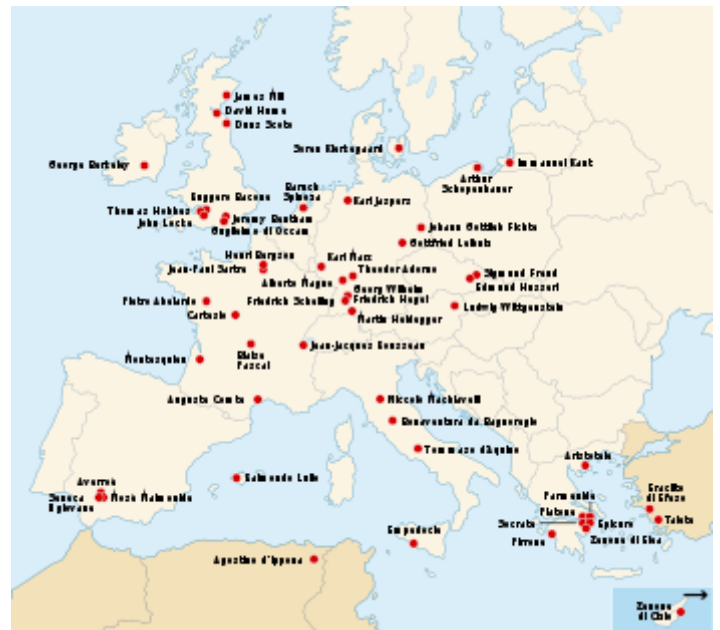 James Mill
David Hume
Duns Scoto
Soren Kierkegaard
George Berkeley
Immanuel Kant
Arthur
Schopenhauer
Baruch
Spinoza
Ruggero Bacone
Karl Jaspers
Thomas Hobbes
John Locke
Jeremy Bentham
Guglielmo di Occam
Johann Gottlieb Fichte
Gottfried Leibniz
Henri Bergson
Jean-Paul Sartre
Karl Marx
Theodor Adorno
Alberto Magno
Sigmund Freud
Edmund Husserl
Georg Wilhelm
Friedrich Hegel
Friedrich Schelling
Pietro Abelardo
Ludwig Wittgenstein
Cartesio
Martin Heidegger
Montesquieu
Blaise
Pascal
Jean-Jacques Rousseau
Auguste Comte
Niccolò Machiavelli
Bonaventura da Bagnoregio
Tommaso d'Aquino
Aristotele
Raimondo Lullo
Averroè
Mosè Maimonide
Seneca
Eraclito
di Efeso
Parmenide
Platone
Socrate
Epicuro
Talete
Zenone di Elea
Pirrone
Empedocle
Agostino d'Ippona
Zenone
di Cizio